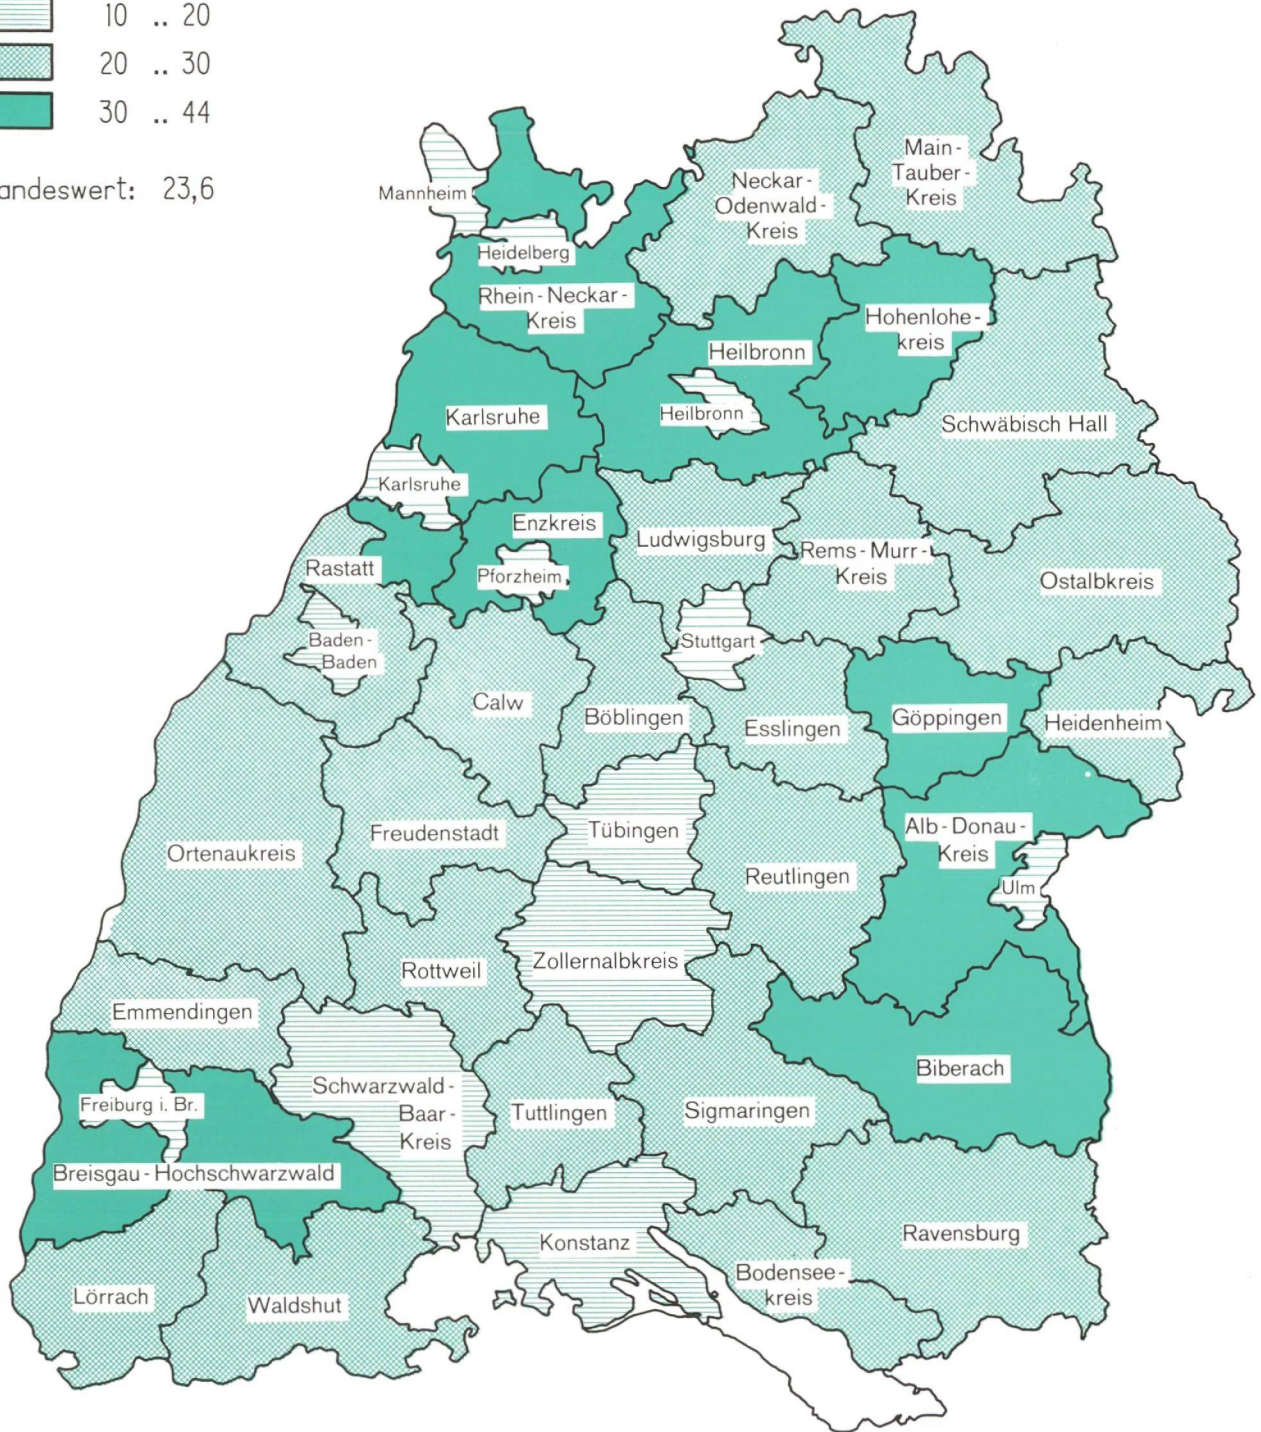 10 .. 20
20 .. 30
30 .. 44
andeswert: 23,6
Main-
Tauber-
Kreis
Neckar-
Odenwald-
Kreis
Mannheim
Heidelberg
Rhein-Neckar-
Kreis
Hohenlohe-
kreis
Heilbronn
Heilbronn
Karlsruhe
Schwäbisch Hall
Karlsruhe
Enzkreis
Ludwigsburg
Rems-Murr-
Kreis
Rastatt
Pforzheim
Ostalbkreis
Baden-
Baden
Stuttgart
Calw
Böblingen
Esslingen
Göppingen
Heidenheim
Freudenstadt
Tübingen
Alb-Donau-
Kreis
Ortenaukreis
Reutlingen
Ulm
Rottweil
Zollernalbkreis
Emmendingen
Biberach
Schwarzwald-
Baar-
Kreis
Freiburg i. Br.
Tuttlingen
Sigmaringen
Breisgau-Hochschwarzwald
Konstanz
Ravensburg
Bodensee-
kreis
Lörrach
Waldshut